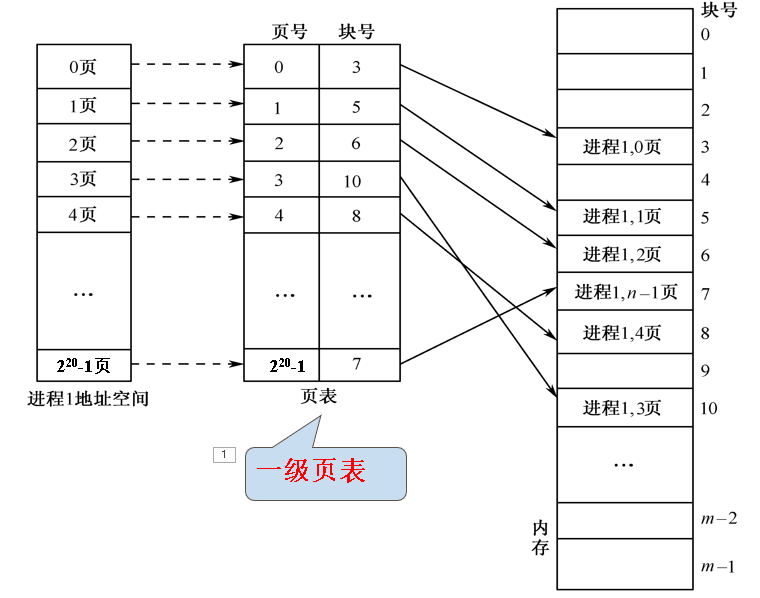 页号 块号
0页
1页
2页
3页
4页
…
2²⁰-1页
进程1地址空间
0 3
1 5
2 6
3 10
4 8
… …
2²⁰-1 7
页表
1
一级页表
块号
0
1
2
进程1,0页 3
4
进程1,1页 5
进程1,2页 6
进程1,n-1页 7
进程1,4页 8
9
进程1,3页 10
…
m-2
m-1
内存